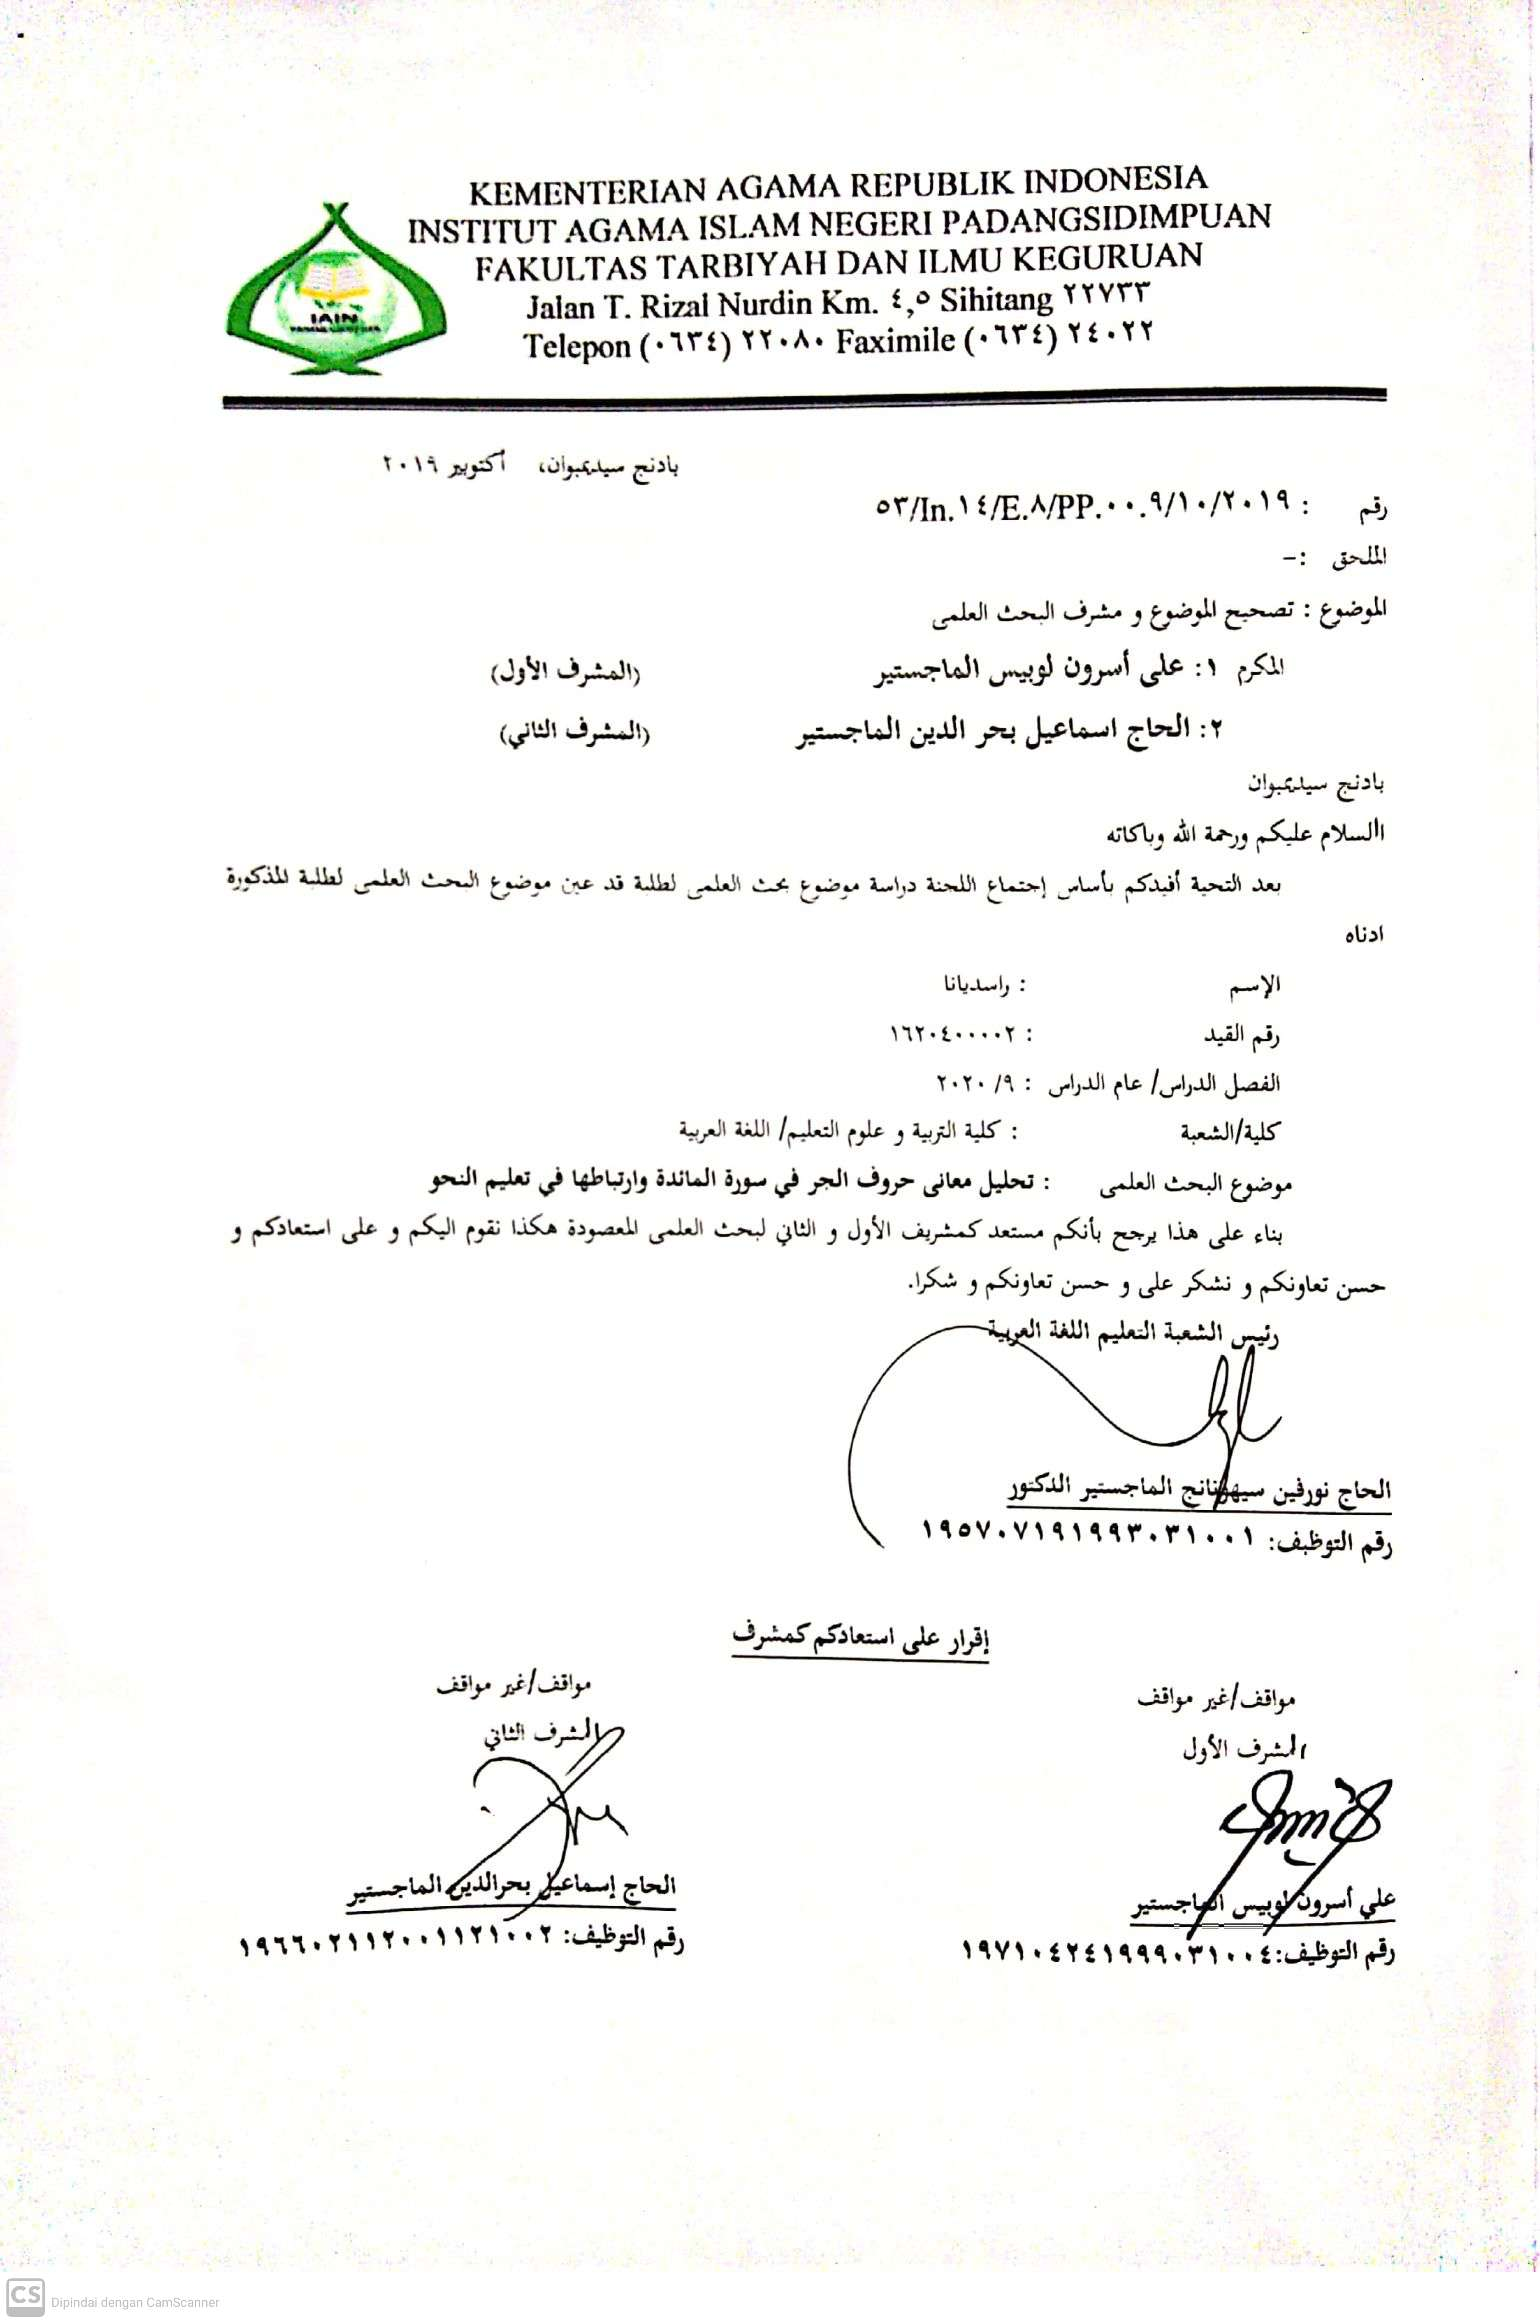 KEMENTERIAN AGAMA REPUBLIK INDONESIA
INSTITUT AGAMA ISLAM NEGERI PADANGSIDIMPUAN
FAKULTAS TARBIYAH DAN ILMU KEGURUAN
Jalan T. Rizal Nurdin Km. ٤,٥ Sihitang ٢٢٧٣٣
Telepon (٠٦٣٤) ٢٢٠٨٠ Faximile (٠٦٣٤) ٢٤٠٢٢
IAIN
بادنج سيديمبوان، أكتوبير ٢٠١٩
رقم : ٥٣/In.١٤/E.٨/PP.٠٠.٩/١٠/٢٠١٩
الملحق :-
الموضوع : تصحيح الموضوع و مشرف البحث العلمى
المكرم ١: على أسرون لوبيس الماجستير (المشرف الأول)
٢: الحاج اسماعيل بحر الدين الماجستير (المشرف الثاني)
بادنج سيديمبوان
االسلام عليكم ورحمة الله وباكاته
بعد التحية أفيدكم بأساس إجتماع اللجنة دراسة موضوع بحث العلمى لطلبة قد عين موضوع البحث العلمى لطلبة المذكورة
ادناه
الإسم : راسديانا
رقم القيد : ١٦٢٠٤٠٠٠٠٢
الفصل الدراس/ عام الدراس : ٩/ ٢٠٢٠
كلية/الشعبة : كلية التربية و علوم التعليم/ اللغة العربية
موضوع البحث العلمى : تحليل معانى حروف الجر في سورة المائدة وارتباطها في تعليم النحو
بناء على هذا يرجح بأنكم مستعد كمشريف الأول و الثاني لبحث العلمى المعصودة هكذا نقوم اليكم و على استعادكم و
حسن تعاونكم و نشكر على و حسن تعاونكم و شكرا.
رئيس الشعبة التعليم اللغة العربية
الحاج نورفين سيهوتانج الماجستير الدكتور
رقم التوظيف: ١٩٥٧٠٧١٩١٩٩٣٠٣١٠٠١
إقرار على استعادكم كمشرف
مواقف/غير مواقف
المشرف الأول
علي أسرون لوبيس الماجستير
رقم التوظيف:١٩٧١٠٤٢٤١٩٩٩٠٣١٠٠٤
مواقف/غير مواقف
المشرف الثاني
الحاج إسماعيل بحرالدين الماجستير
رقم التوظيف: ١٩٦٦٠٢١١٢٠٠١١٢١٠٠٢
CS Dipindai dengan CamScanner